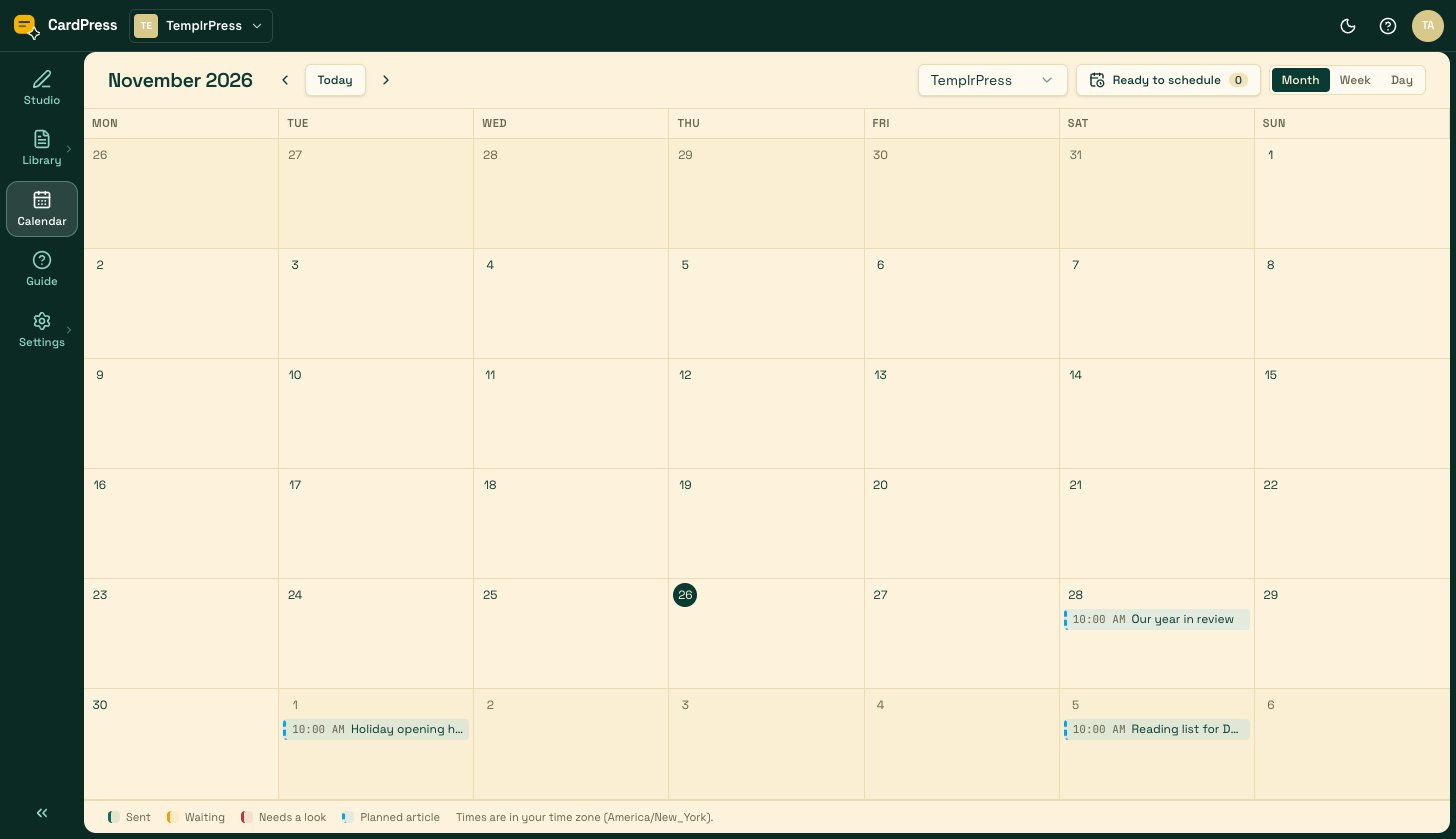 CardPress
TE TemplrPress
TA
Studio
Library
Calendar
Guide
Settings
November 2026 Today TemplrPress Ready to schedule 0 Month Week Day
MON TUE WED THU FRI SAT SUN
26 27 28 29 30 31 1
2 3 4 5 6 7 8
9 10 11 12 13 14 15
16 17 18 19 20 21 22
23 24 25 26 27 28 29
10:00 AM Our year in review
30 1 2 3 4 5 6
10:00 AM Holiday opening h... 10:00 AM Reading list for D...
Sent Waiting Needs a look Planned article Times are in your time zone (America/New_York).